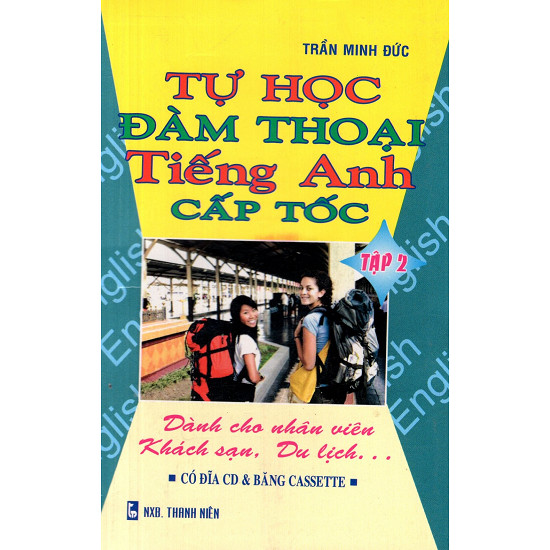 TRẦN MINH ĐỨC
TỰ HỌC
ĐÀM THOẠI
Tiếng Anh
CẤP TỐC
TẬP 2
English
English
English
English
English
Dành cho nhân viên
Khách sạn, Du lịch...
▪ CÓ ĐĨA CD & BĂNG CASSETTE ▪
NXB. THANH NIÊN